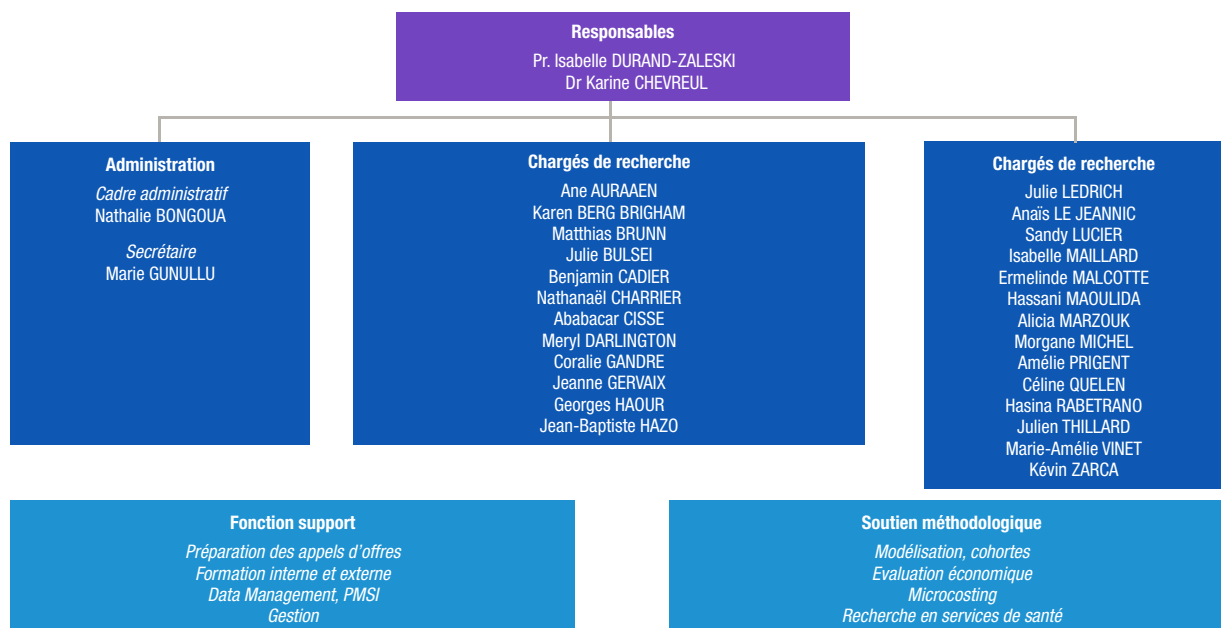 Responsables
Pr. Isabelle DURAND-ZALESKI
Dr Karine CHEVREUL
Administration
Cadre administratif
Nathalie BONGOUA
Secrétaire
Marie GUNULLU
Chargés de recherche
Ane AURAAEN
Karen BERG BRIGHAM
Matthias BRUNN
Julie BULSEI
Benjamin CADIER
Nathanaël CHARRIER
Ababacar CISSE
Meryl DARLINGTON
Coralie GANDRE
Jeanne GERVAIX
Georges HAOUR
Jean-Baptiste HAZO
Chargés de recherche
Julie LEDRICH
Anaïs LE JEANNIC
Sandy LUCIER
Isabelle MAILLARD
Ermelinde MALCOTTE
Hassani MAOULIDA
Alicia MARZOUK
Morgane MICHEL
Amélie PRIGENT
Céline QUELEN
Hasina RABETRANO
Julien THILLARD
Marie-Amélie VINET
Kévin ZARCA
Fonction support
Préparation des appels d'offres
Formation interne et externe
Data Management, PMSI
Gestion
Soutien méthodologique
Modélisation, cohortes
Evaluation économique
Microcosting
Recherche en services de santé